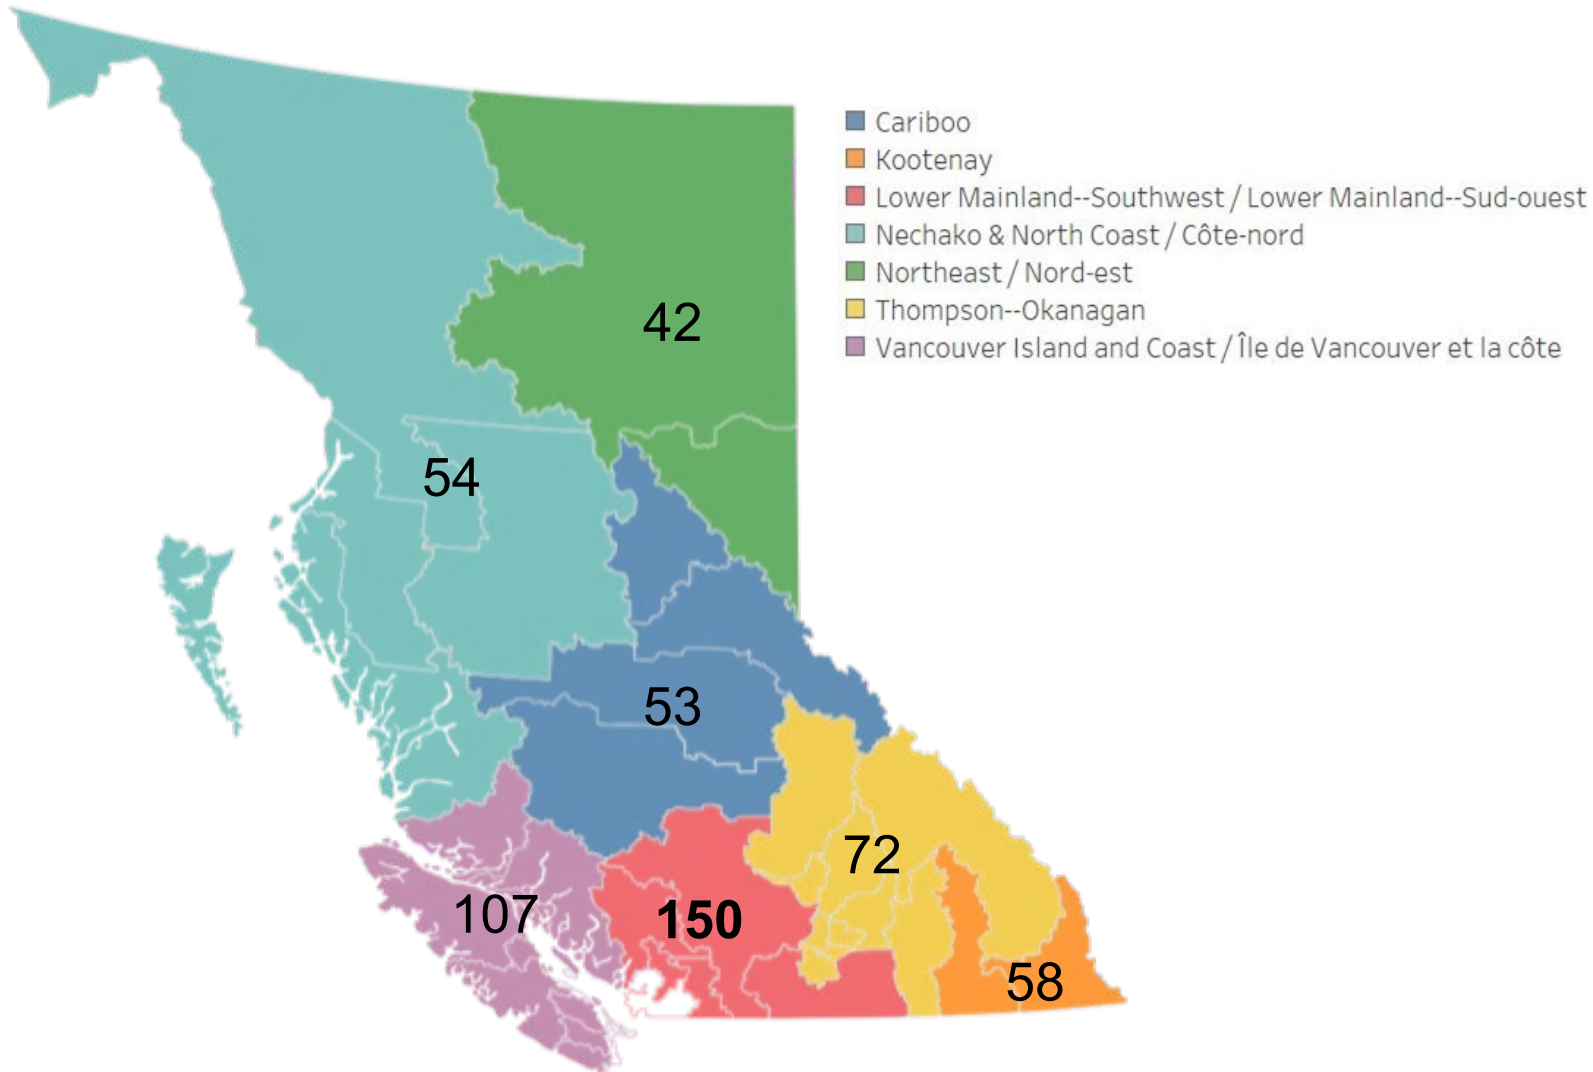 Cariboo
Kootenay
Lower Mainland--Southwest / Lower Mainland--Sud-ouest
Nechako & North Coast / Côte-nord
Northeast / Nord-est
Thompson--Okanagan
Vancouver Island and Coast / Île de Vancouver et la côte
42
54
53
72
107
150
58